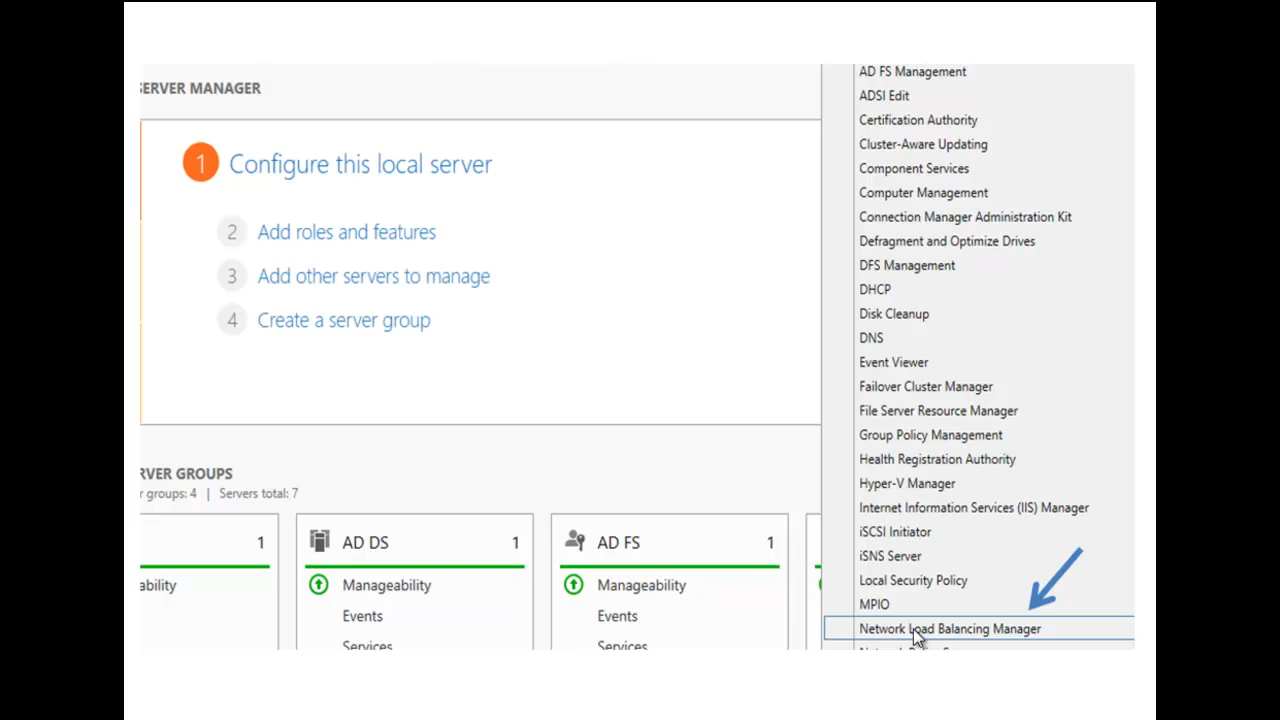 SERVER MANAGER
1 Configure this local server
2 Add roles and features
3 Add other servers to manage
4 Create a server group
RVER GROUPS
r groups: 4 | Servers total: 7
1
ability
AD DS 1
Manageability
Events
Services
AD FS 1
Manageability
Events
Services
AD FS Management
ADSI Edit
Certification Authority
Cluster-Aware Updating
Component Services
Computer Management
Connection Manager Administration Kit
Defragment and Optimize Drives
DFS Management
DHCP
Disk Cleanup
DNS
Event Viewer
Failover Cluster Manager
File Server Resource Manager
Group Policy Management
Health Registration Authority
Hyper-V Manager
Internet Information Services (IIS) Manager
iSCSI Initiator
iSNS Server
Local Security Policy
MPIO
Network Load Balancing Manager